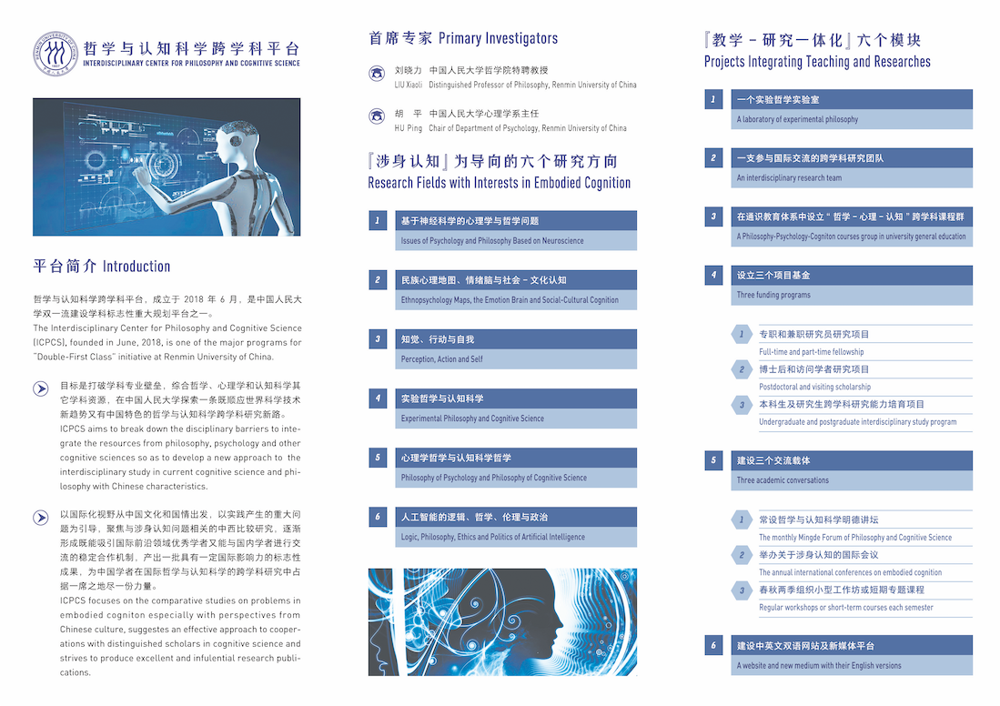 哲学与认知科学跨学科平台
INTERDISCIPLINARY CENTER FOR PHILOSOPHY AND COGNITIVE SCIENCE
平台简介 Introduction
哲学与认知科学跨学科平台，成立于 2018 年 6 月，是中国人民大
学双一流建设学科标志性重大规划平台之一。
The Interdisciplinary Center for Philosophy and Cognitive Science
(ICPCS), founded in June, 2018, is one of the major programs for
"Double-First Class" initiative at Renmin University of China.
目标是打破学科专业壁垒，综合哲学、心理学和认知科学其
它学科资源，在中国人民大学探索一条既顺应世界科学技术
新趋势又有中国特色的哲学与认知科学跨学科研究新路。
ICPCS aims to break down the disciplinary barriers to inte-
grate the resources from philosophy, psychology and other
cognitive sciences so as to develop a new approach to the
interdisciplinary study in current cognitive science and phi-
losophy with Chinese characteristics.
以国际化视野从中国文化和国情出发，以实践产生的重大问
题为引导，聚焦与涉身认知问题相关的中西比较研究，逐渐
形成既能吸引国际前沿领域优秀学者又能与国内学者进行交
流的稳定合作机制，产出一批具有一定国际影响力的标志性
成果，为中国学者在国际哲学与认知科学的跨学科研究中占
据一席之地尽一份力量。
ICPCS focuses on the comparative studies on problems in
embodied cogniton especially with perspectives from
Chinese culture, suggestes an effective approach to cooper-
ations with distinguished scholars in cognitive science and
strives to produce excellent and infulential research publi-
cations.
首席专家 Primary Investigators
刘晓力 中国人民大学哲学院特聘教授
LIU Xiaoli Distinguished Professor of Philosophy, Renmin University of China
胡 平 中国人民大学心理学系主任
HU Ping Chair of Department of Psychology, Renmin University of China
『涉身认知』为导向的六个研究方向
Research Fields with Interests in Embodied Cognition
1 基于神经科学的心理学与哲学问题
Issues of Psychology and Philosophy Based on Neuroscience
2 民族心理地图、情绪脑与社会－文化认知
Ethnopsychology Maps, the Emotion Brain and Social-Cultural Cognition
3 知觉、行动与自我
Perception, Action and Self
4 实验哲学与认知科学
Experimental Philosophy and Cognitive Science
5 心理学哲学与认知科学哲学
Philosophy of Psychology and Philosophy of Cognitive Science
6 人工智能的逻辑、哲学、伦理与政治
Logic, Philosophy, Ethics and Politics of Artificial Intelligence
『教学－研究一体化』六个模块
Projects Integrating Teaching and Researches
1 一个实验哲学实验室
A laboratory of experimental philosophy
2 一支参与国际交流的跨学科研究团队
An interdisciplinary research team
3 在通识教育体系中设立“哲学－心理－认知”跨学科课程群
A Philosophy-Psychology-Cogniton courses group in university general education
4 设立三个项目基金
Three funding programs
1 专职和兼职研究员研究项目
Full-time and part-time fellowship
2 博士后和访问学者研究项目
Postdoctoral and visiting scholarship
3 本科生及研究生跨学科研究能力培育项目
Undergraduate and postgraduate interdisciplinary study program
5 建设三个交流载体
Three academic conversations
1 常设哲学与认知科学明德讲坛
The monthly Mingde Forum of Philosophy and Cognitive Science
2 举办关于涉身认知的国际会议
The annual international conferences on embodied cognition
3 春秋两季组织小型工作坊或短期专题课程
Regular workshops or short-term courses each semester
6 建设中英文双语网站及新媒体平台
A website and new medium with their English versions